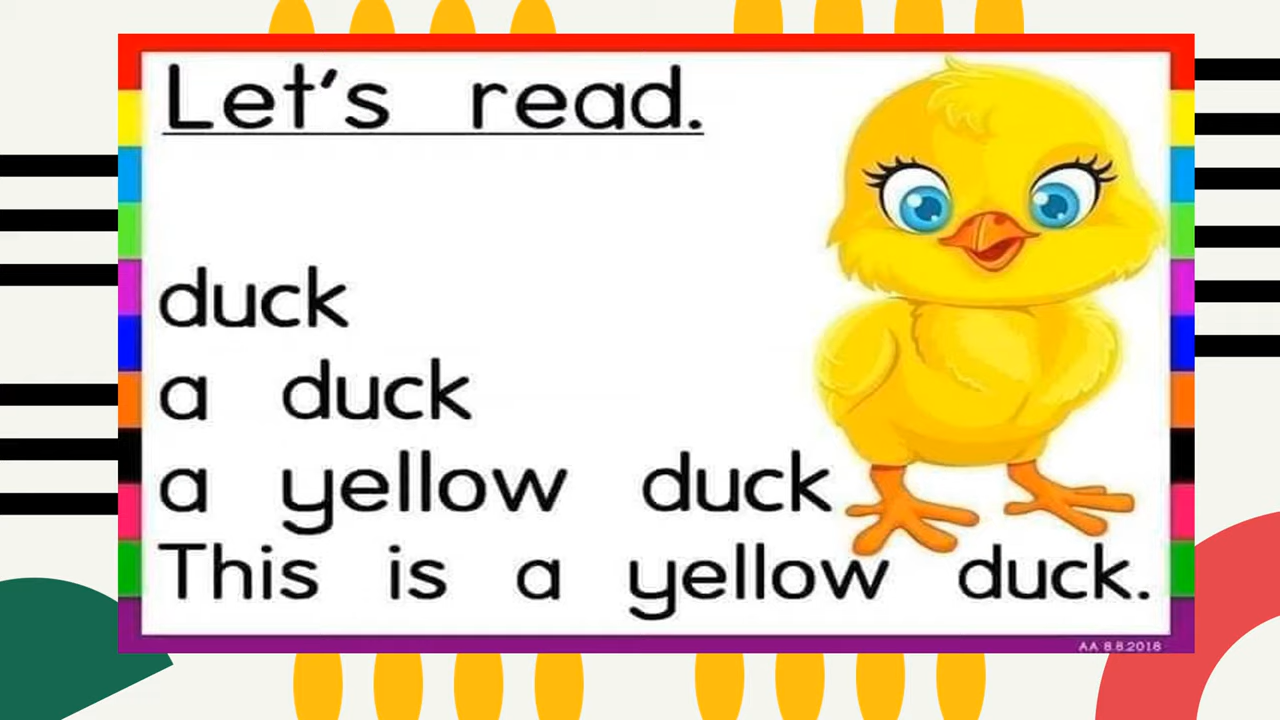 Let's read.
duck
a duck
a yellow duck
This is a yellow duck.
AA 8.8.2018